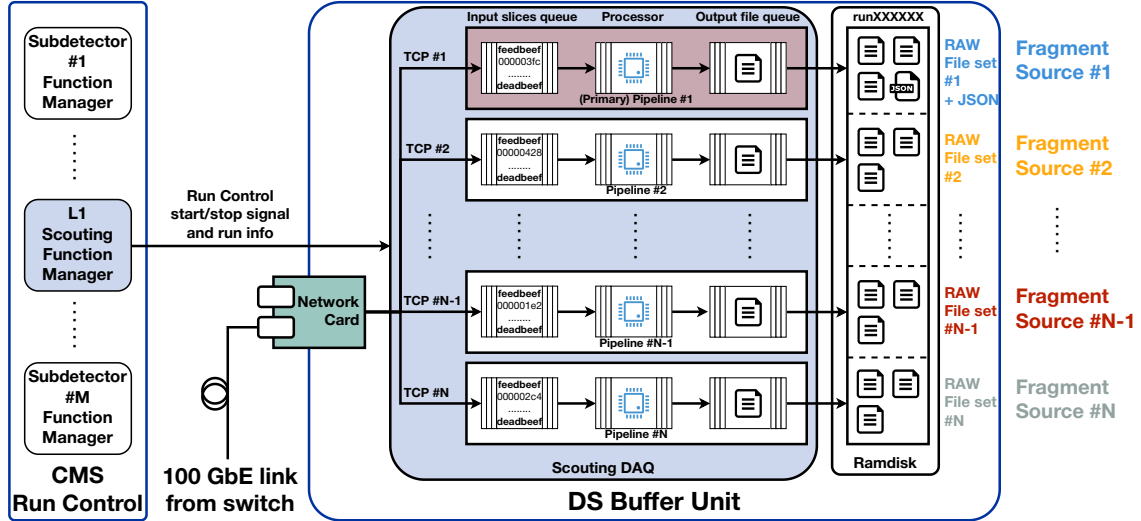 Subdetector
#1
Function
Manager
L1
Scouting
Function
Manager
Subdetector
#M
Function
Manager
CMS
Run Control
Run Control
start/stop signal
and run info
Network
Card
100 GbE link
from switch
Input slices queue
Processor
Output file queue
TCP #1
feedbeef
000003fc
........
deadbeef
(Primary) Pipeline #1
TCP #2
feedbeef
00000428
........
deadbeef
Pipeline #2
TCP #N-1
feedbeef
000001e2
........
deadbeef
Pipeline #N-1
TCP #N
feedbeef
000002c4
........
deadbeef
Pipeline #N
Scouting DAQ
DS Buffer Unit
runXXXXXX
JSON
Ramdisk
RAW
File set
#1
+ JSON
RAW
File set
#2
RAW
File set
#N-1
RAW
File set
#N
Fragment
Source #1
Fragment
Source #2
Fragment
Source #N-1
Fragment
Source #N